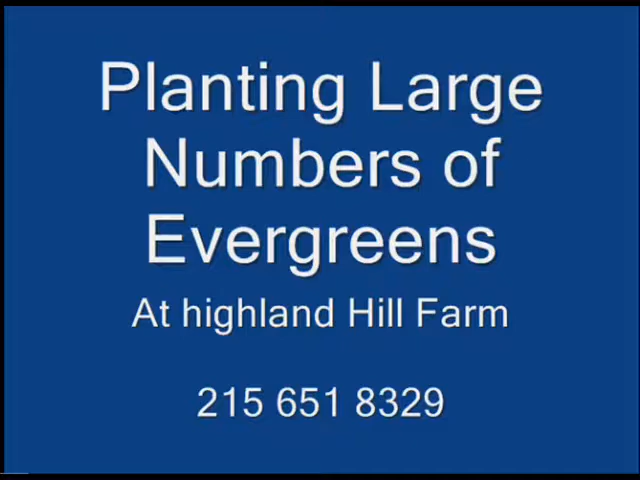 Planting Large
Numbers of
Evergreens
At highland Hill Farm
215 651 8329